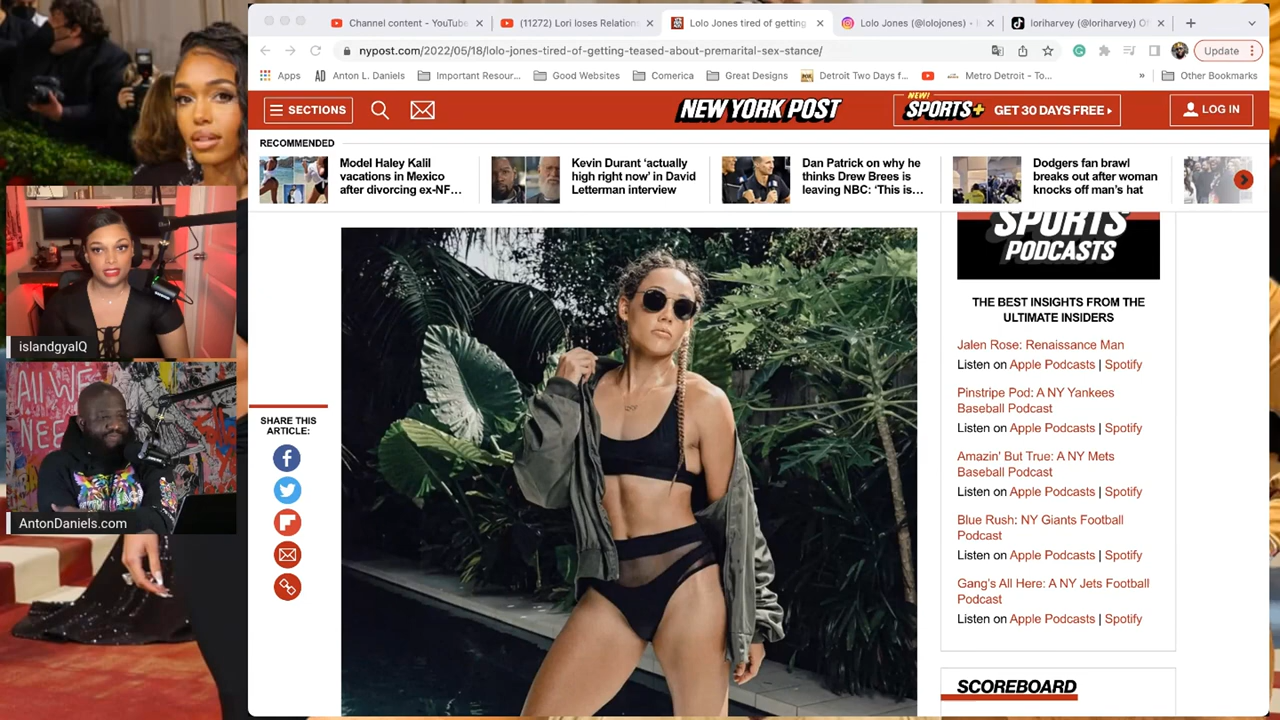 Channel content - YouTube
(11272) Lori loses Relation
Lolo Jones tired of getting
Lolo Jones (@lolojones) -
loriharvey (@loriharvey) O
nypost.com/2022/05/18/lolo-jones-tired-of-getting-teased-about-premarital-sex-stance/
Update
Apps
AD Anton L. Daniels
Important Resour...
Good Websites
Comerica
Great Designs
Detroit Two Days f...
Metro Detroit - To...
»
Other Bookmarks
SECTIONS
NEW YORK POST
NEW!
SPORTS+ GET 30 DAYS FREE
LOG IN
RECOMMENDED
Model Haley Kalil
vacations in Mexico
after divorcing ex-NF...
Kevin Durant ‘actually
high right now’ in David
Letterman interview
Dan Patrick on why he
thinks Drew Brees is
leaving NBC: ‘This is...
Dodgers fan brawl
breaks out after woman
knocks off man’s hat
islandgyalQ
All WE
NEE
AntonDaniels.com
SHARE THIS
ARTICLE:
SPORTS
PODCASTS
THE BEST INSIGHTS FROM THE
ULTIMATE INSIDERS
Jalen Rose: Renaissance Man
Listen on Apple Podcasts | Spotify
Pinstripe Pod: A NY Yankees
Baseball Podcast
Listen on Apple Podcasts | Spotify
Amazin' But True: A NY Mets
Baseball Podcast
Listen on Apple Podcasts | Spotify
Blue Rush: NY Giants Football
Podcast
Listen on Apple Podcasts | Spotify
Gang's All Here: A NY Jets Football
Podcast
Listen on Apple Podcasts | Spotify
SCOREBOARD